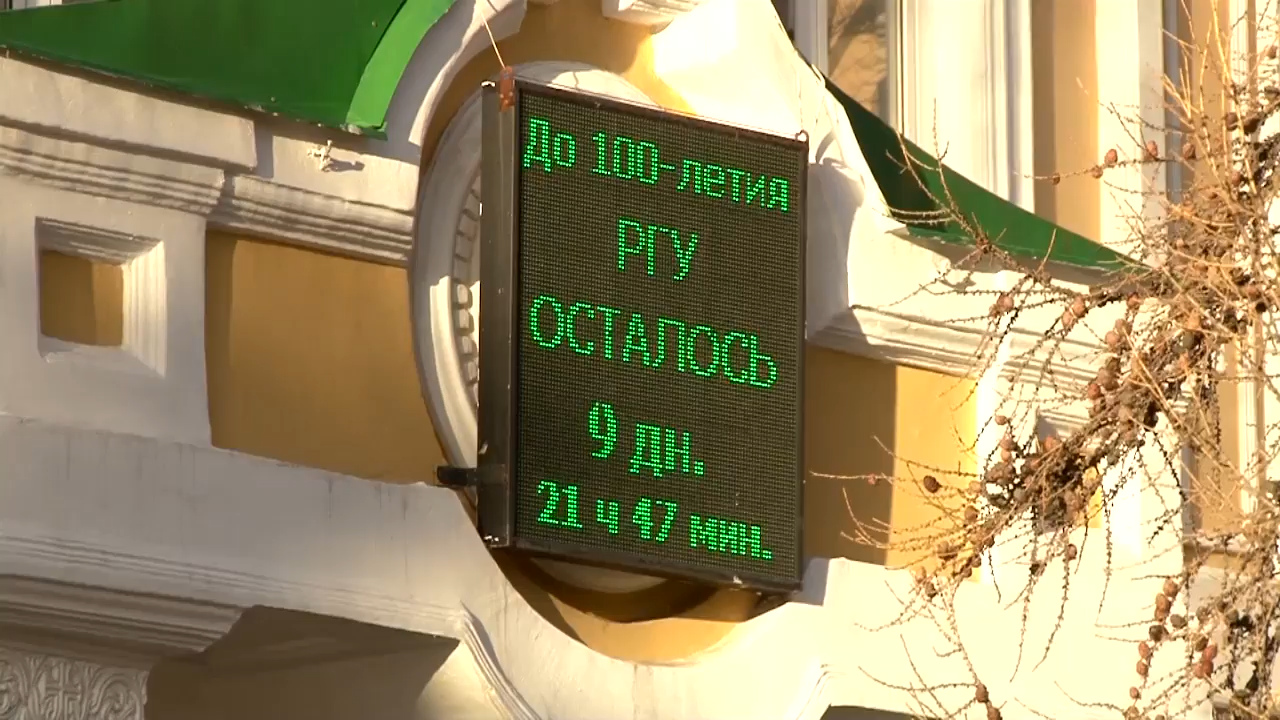 До 100-летия
РГУ
ОСТАЛОСЬ
9 дн.
21 ч 47 мин.